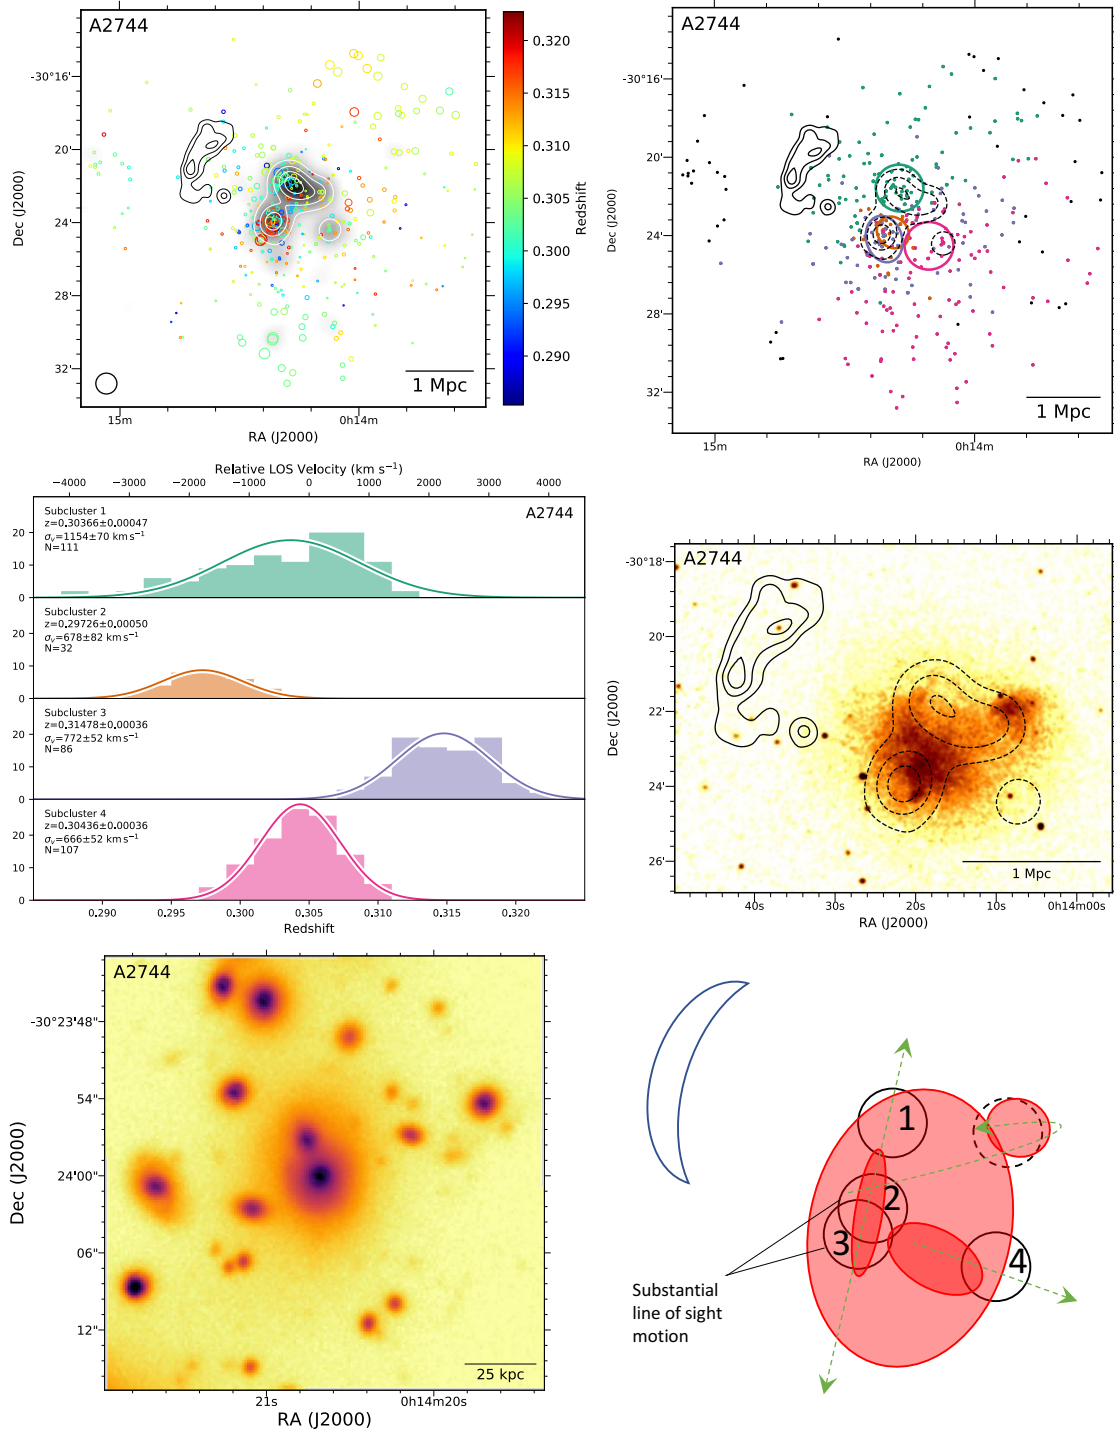 A2744
-30°16'
20'
24'
28'
32'
Dec (J2000)
15m
0h14m
RA (J2000)
1 Mpc
0.320
0.315
0.310
0.305
0.300
0.295
0.290
Redshift
A2744
-30°16'
20'
24'
28'
32'
Dec (J2000)
15m
0h14m
RA (J2000)
1 Mpc
Relative LOS Velocity (km s⁻¹)
−4000 −3000 −2000 −1000 0 1000 2000 3000 4000
A2744
Subcluster 1
z=0.30366±0.00047
σᵥ=1154±70 km s⁻¹
N=111
20
10
0
Subcluster 2
z=0.29726±0.00050
σᵥ=678±82 km s⁻¹
N=32
20
10
0
Subcluster 3
z=0.31478±0.00036
σᵥ=772±52 km s⁻¹
N=86
20
10
0
Subcluster 4
z=0.30436±0.00036
σᵥ=666±52 km s⁻¹
N=107
20
10
0
0.290 0.295 0.300 0.305 0.310 0.315 0.320
Redshift
A2744
-30°18'
20'
22'
24'
26'
Dec (J2000)
1 Mpc
40s 30s 20s 10s 0h14m00s
RA (J2000)
A2744
-30°23'48"
54"
24'00"
06"
12"
Dec (J2000)
25 kpc
21s 0h14m20s
RA (J2000)
1
2
3
4
Substantial
line of sight
motion